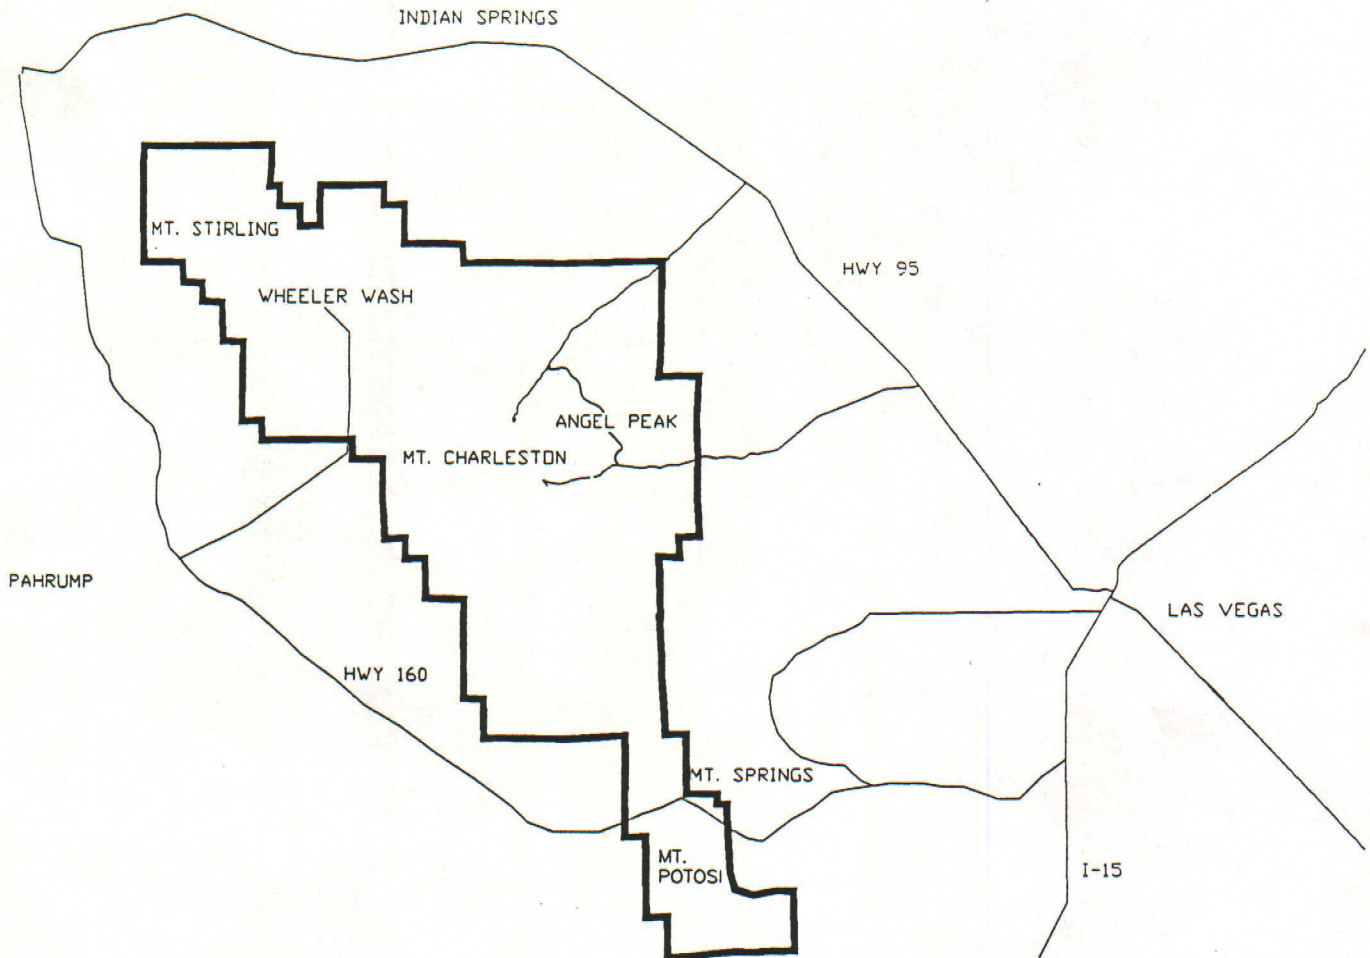 INDIAN SPRINGS
MT. STIRLING
HWY 95
WHEELER WASH
ANGEL PEAK
MT. CHARLESTON
PAHRUMP
LAS VEGAS
HWY 160
MT. SPRINGS
MT.
POTOSI
I-15